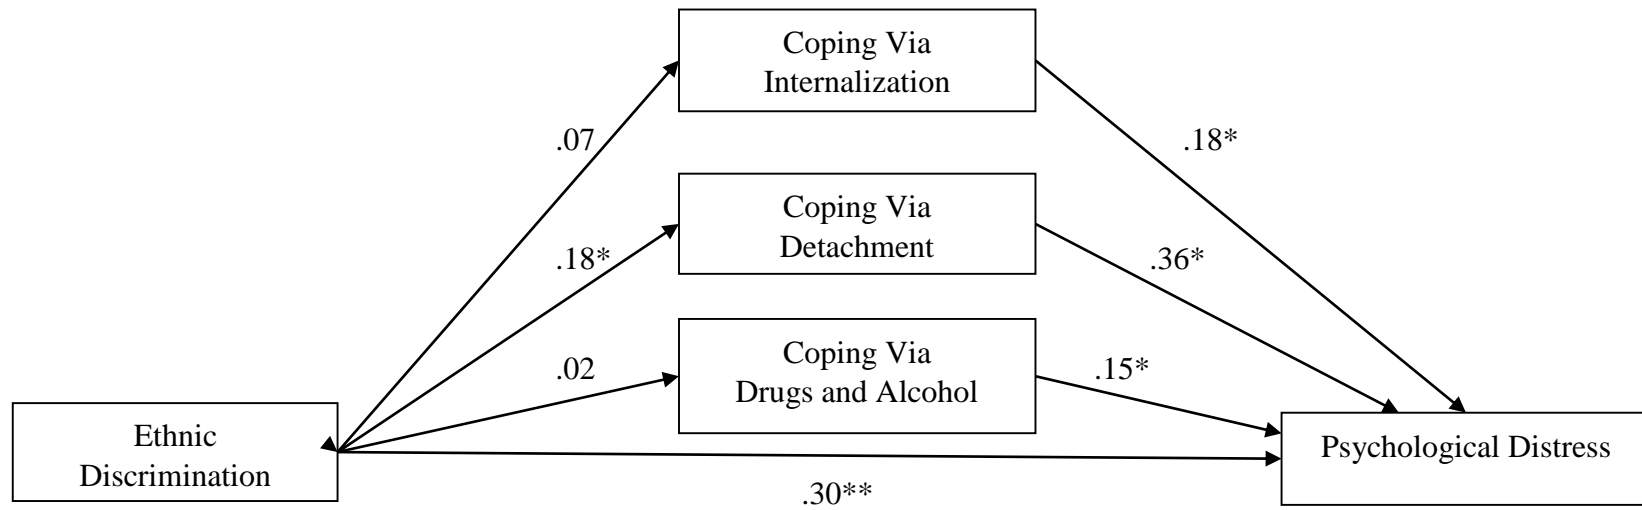 Coping Via
Internalization
.07
.18*
Coping Via
Detachment
.18*
.36*
Coping Via
Drugs and Alcohol
.02
.15*
Ethnic
Discrimination
Psychological Distress
.30**